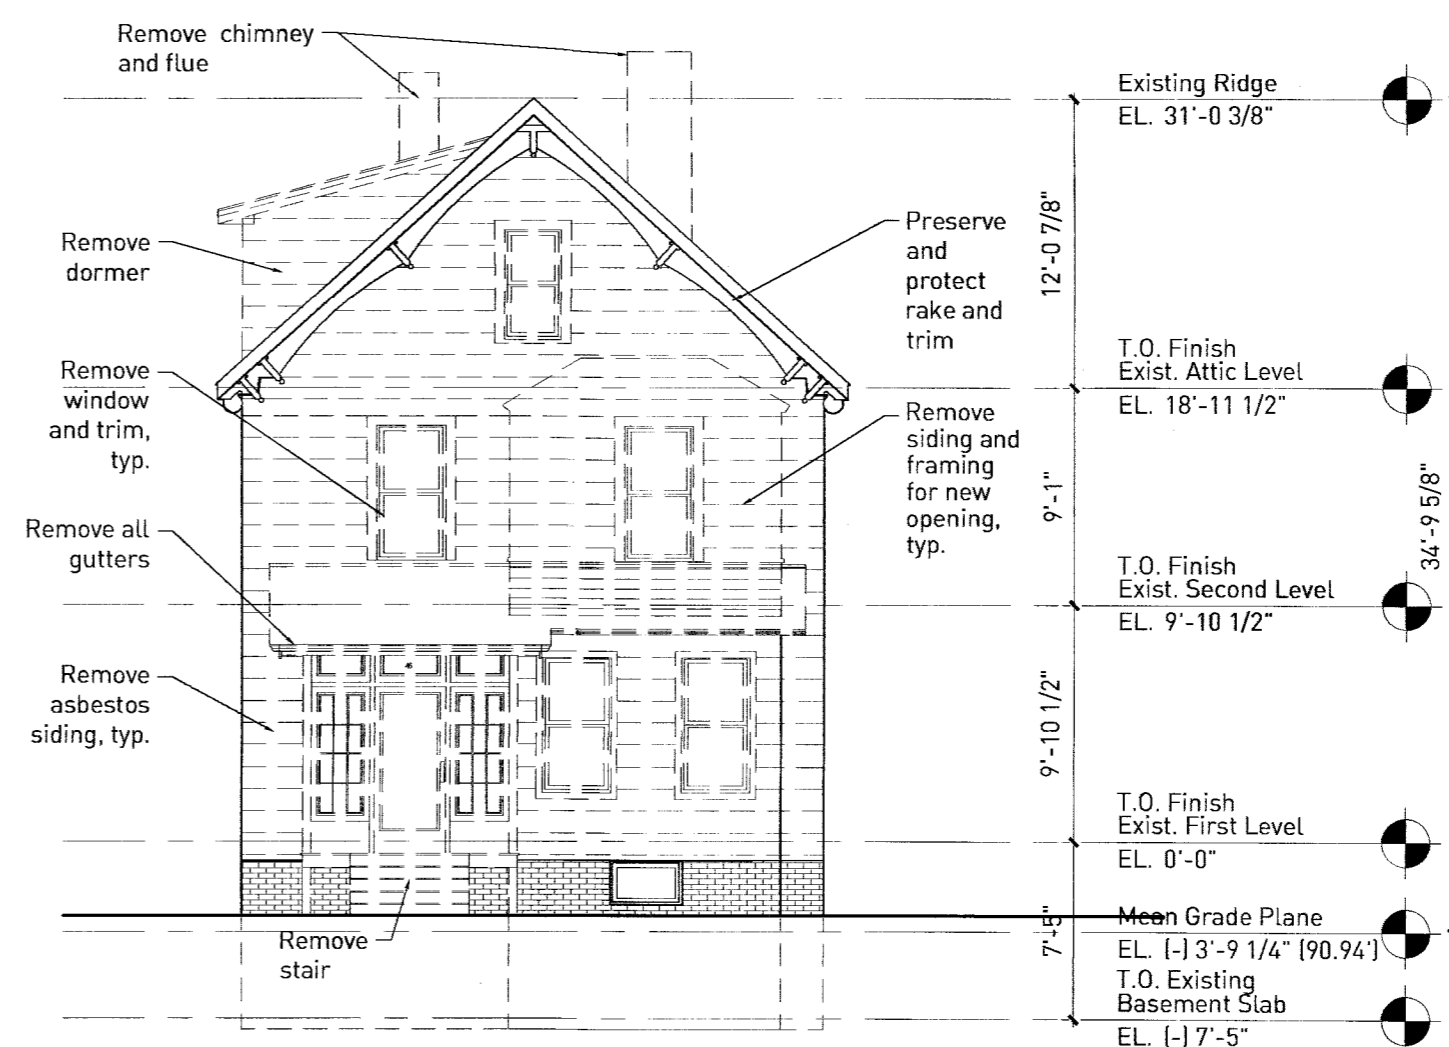 Remove chimney
and flue
Existing Ridge
EL. 31'-0 3/8"
Remove
dormer
Preserve
and
protect
rake and
trim
12'-0 7/8"
T.O. Finish
Exist. Attic Level
EL. 18'-11 1/2"
Remove
window
and trim,
typ.
Remove
siding and
framing
for new
opening,
typ.
9'-1"
34'-9 5/8"
Remove all
gutters
T.O. Finish
Exist. Second Level
EL. 9'-10 1/2"
Remove
asbestos
siding, typ.
9'-10 1/2"
T.O. Finish
Exist. First Level
EL. 0'-0"
Remove
stair
7'-5"
Mean Grade Plane
EL. (-) 3'-9 1/4" (90.94')
T.O. Existing
Basement Slab
EL. (-) 7'-5"